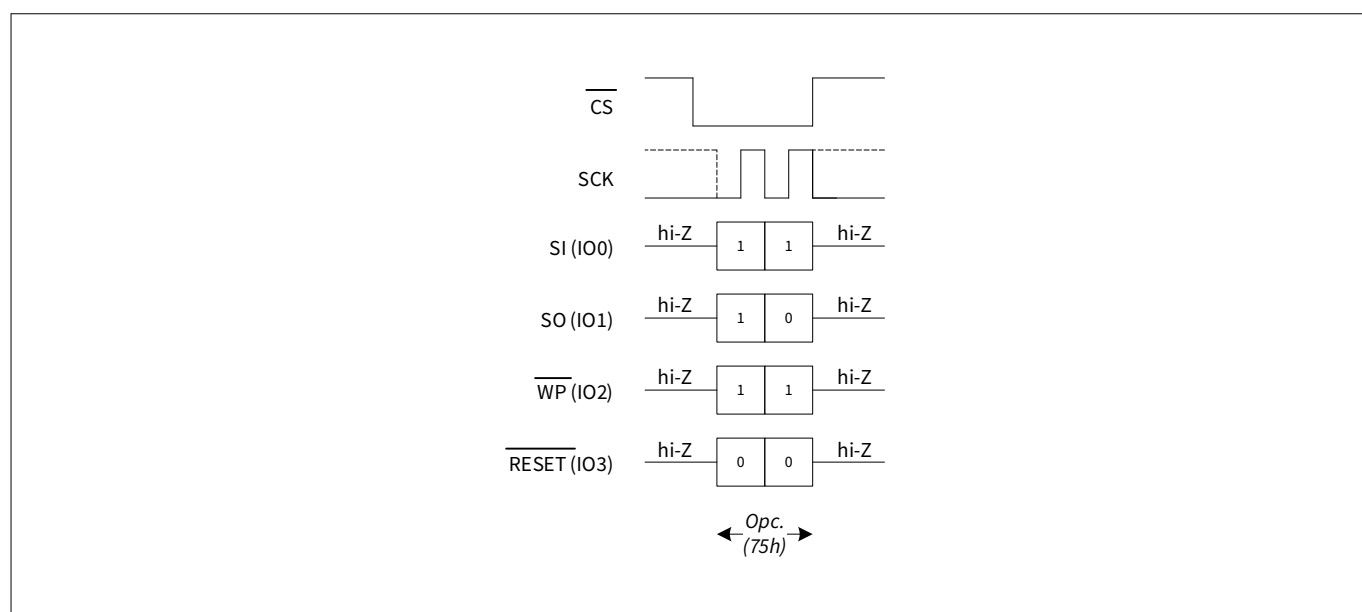 CS
SCK
SI (IO0) hi-Z 1 1 hi-Z
SO (IO1) hi-Z 1 0 hi-Z
WP (IO2) hi-Z 1 1 hi-Z
RESET (IO3) hi-Z 0 0 hi-Z
Opc.
(75h)